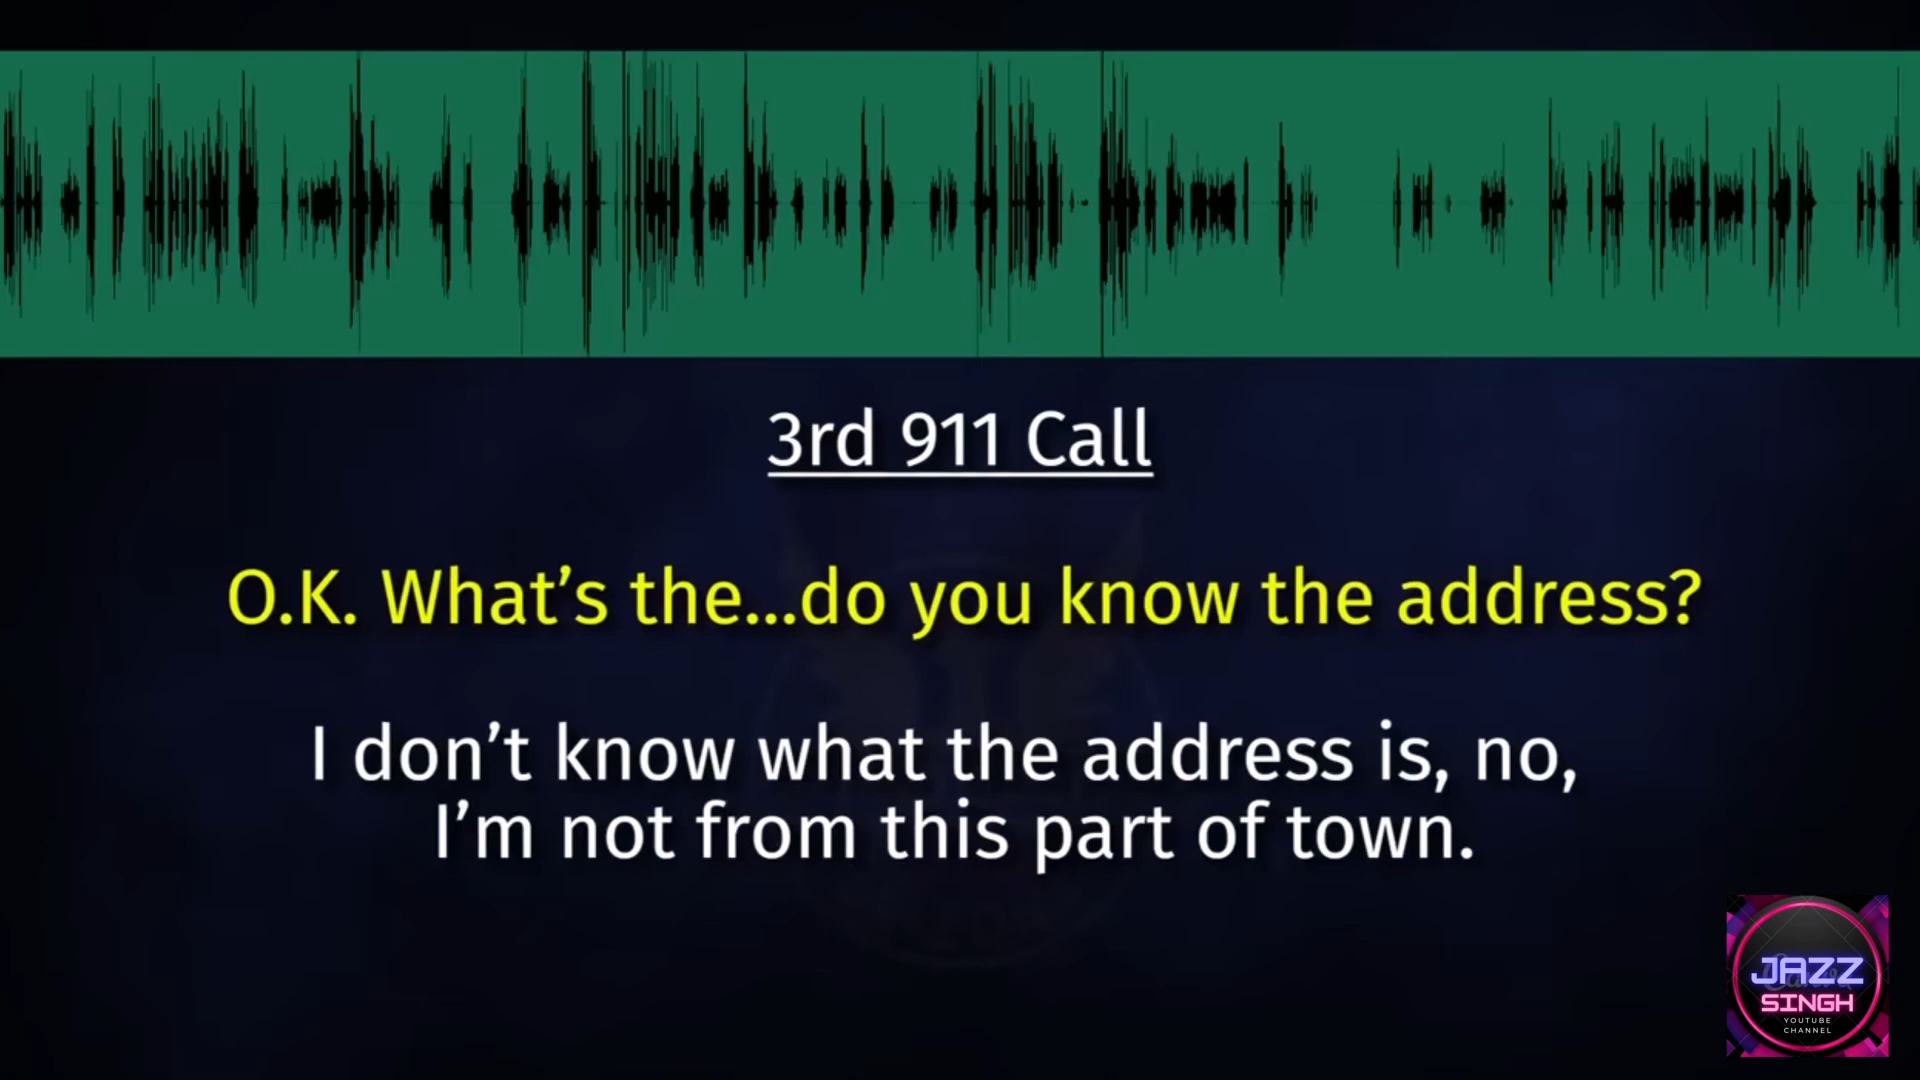 3rd 911 Call
O.K. What’s the...do you know the address?
I don’t know what the address is, no,
I’m not from this part of town.
JAZZ
SINGH
YOUTUBE
CHANNEL